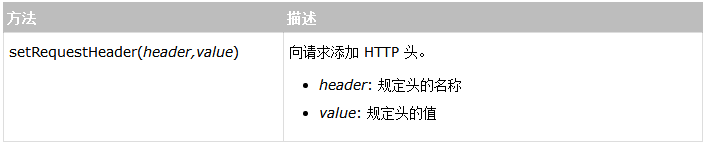 方法 描述
setRequestHeader(header,value) 向请求添加 HTTP 头。
• header: 规定头的名称
• value: 规定头的值